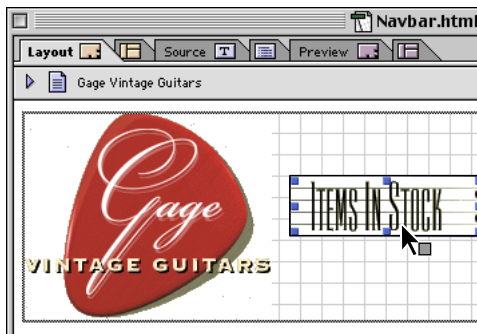 Navbar.html
Layout Source T Preview
Gage Vintage Guitars
Gage
VINTAGE GUITARS
ITEMS IN STOCK